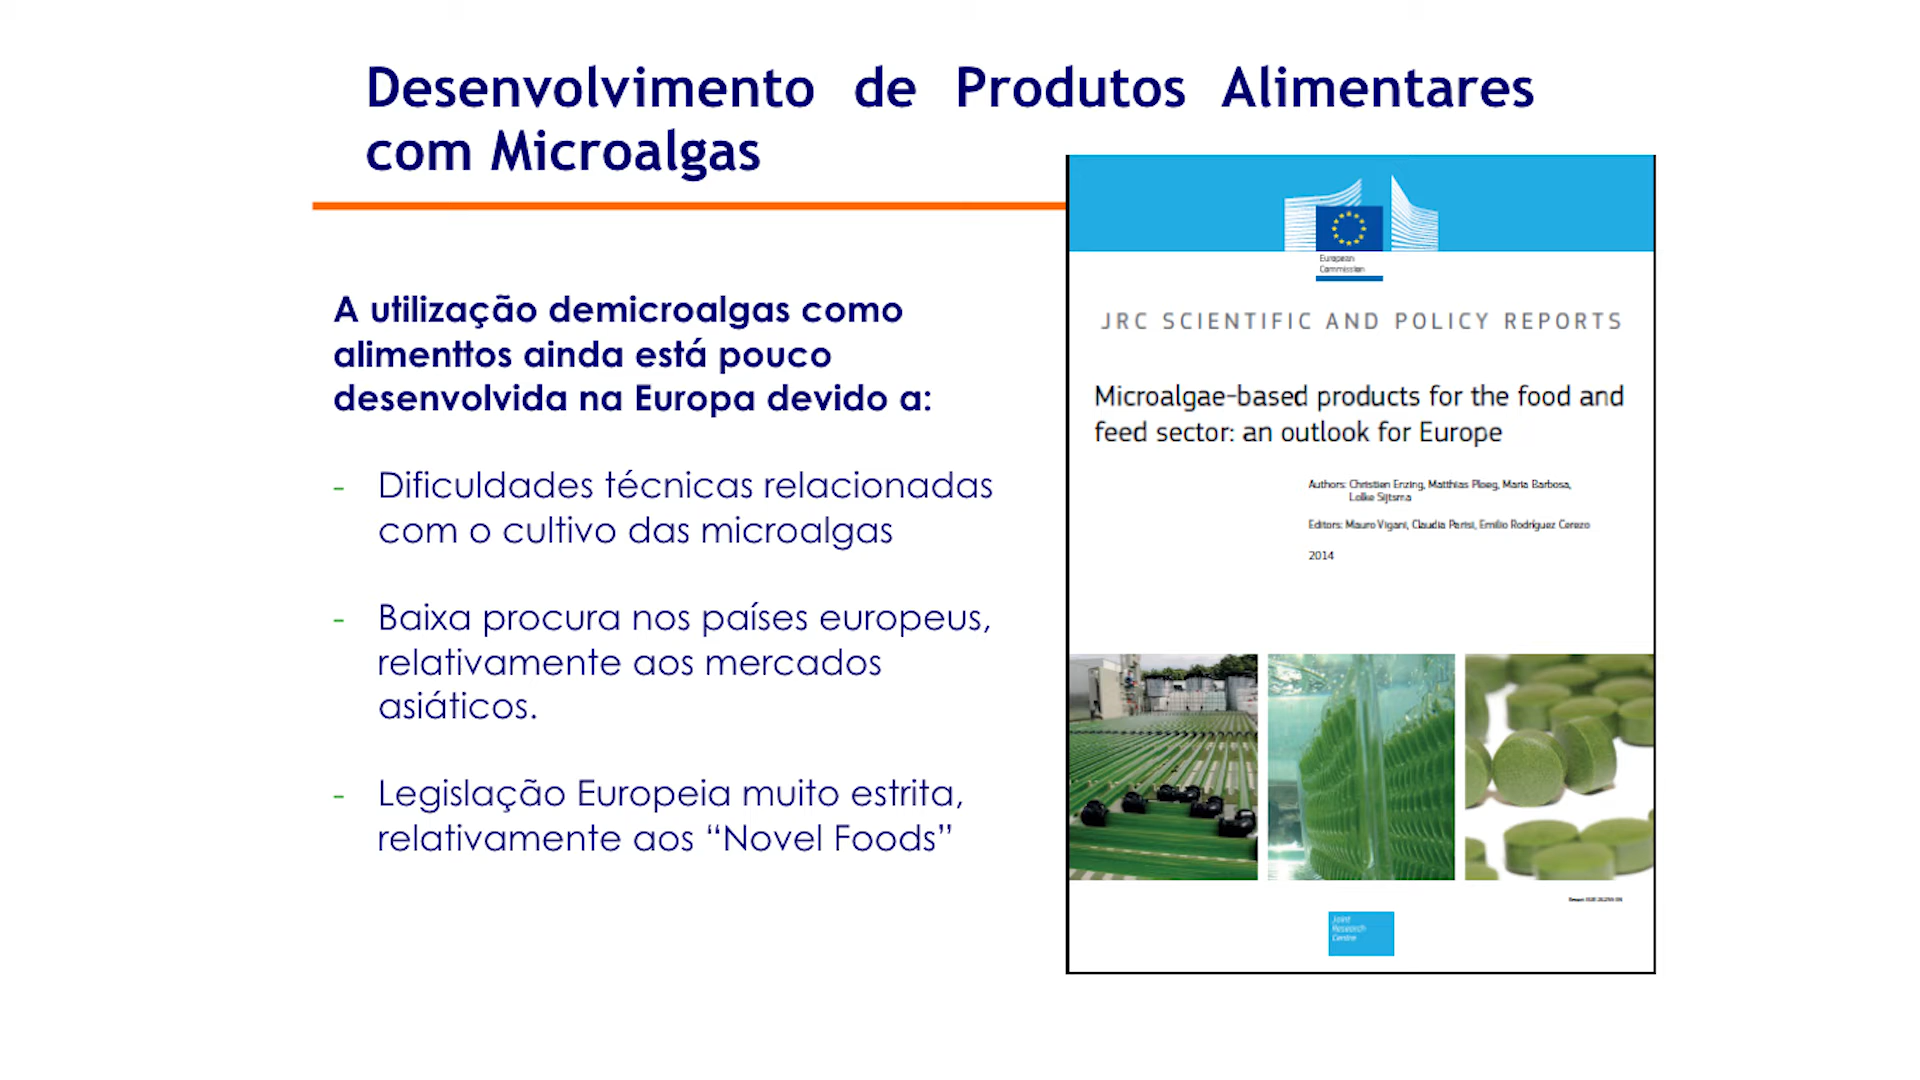 Desenvolvimento de Produtos Alimentares
com Microalgas
A utilização demicroalgas como
alimenttos ainda está pouco
desenvolvida na Europa devido a:
- Dificuldades técnicas relacionadas
com o cultivo das microalgas
- Baixa procura nos países europeus,
relativamente aos mercados
asiáticos.
- Legislação Europeia muito estrita,
relativamente aos “Novel Foods”
European
Commission
JRC SCIENTIFIC AND POLICY REPORTS
Microalgae-based products for the food and
feed sector: an outlook for Europe
Authors: Christien Enzing, Matthias Ploeg, Maria Barbosa,
Lolke Sijtsma
Editors: Mauro Vigani, Claudia Parisi, Emilio Rodríguez Cerezo
2014
Joint
Research
Centre